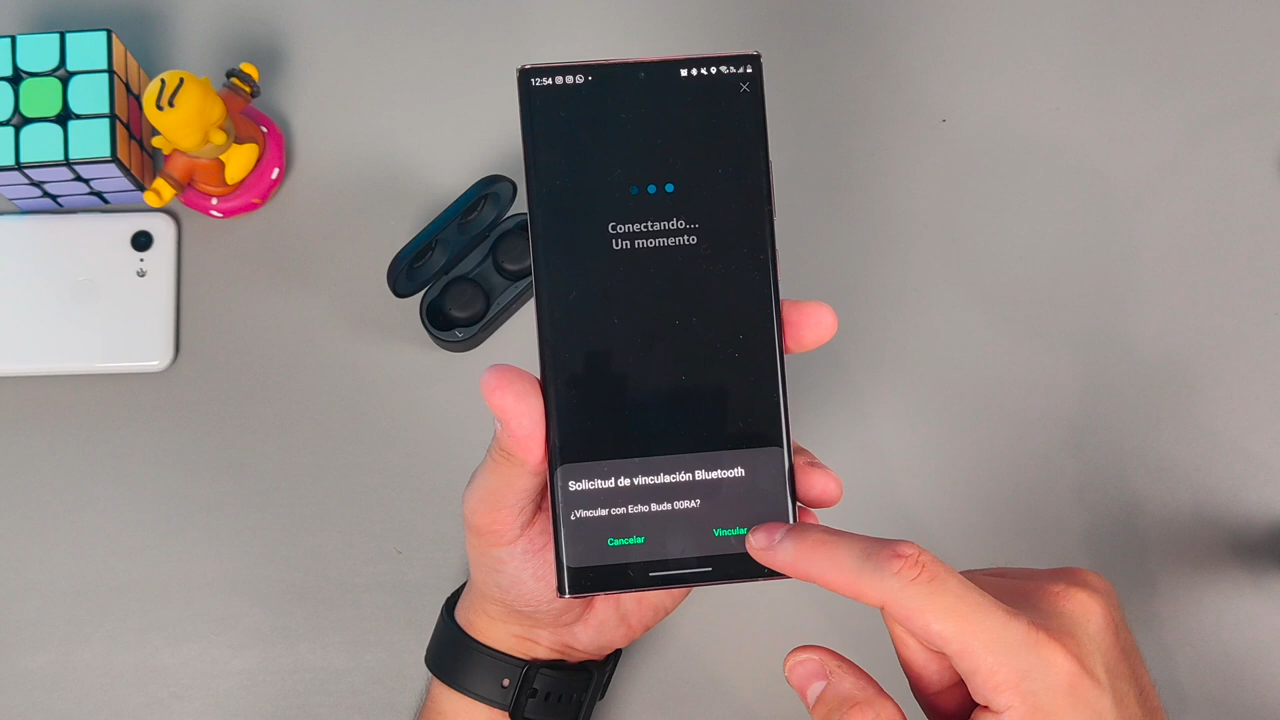 12:54
Conectando...
Un momento
Solicitud de vinculación Bluetooth
¿Vincular con Echo Buds 00RA?
Cancelar
Vincular
L